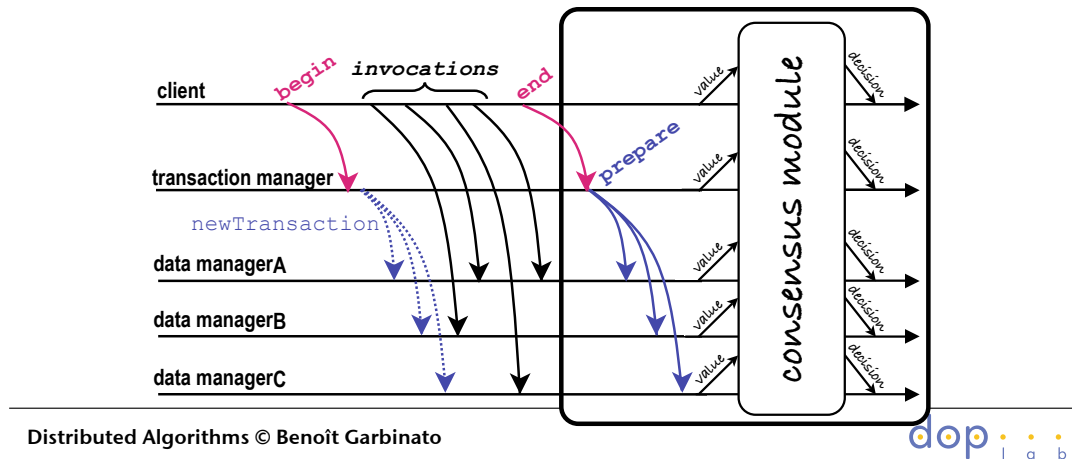 begin
invocations
end
client
value
decision
prepare
transaction manager
value
decision
newTransaction
consensus module
data managerA
value
decision
data managerB
value
decision
data managerC
value
decision
Distributed Algorithms © Benoît Garbinato
dop
lab